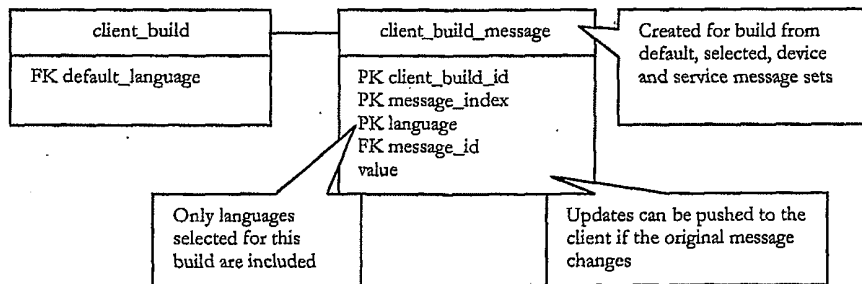 client_build
FK default_language
client_build_message
PK client_build_id
PK message_index
PK language
FK message_id
value
Created for build from
default, selected, device
and service message sets
Only languages
selected for this
build are included
Updates can be pushed to the
client if the original message
changes